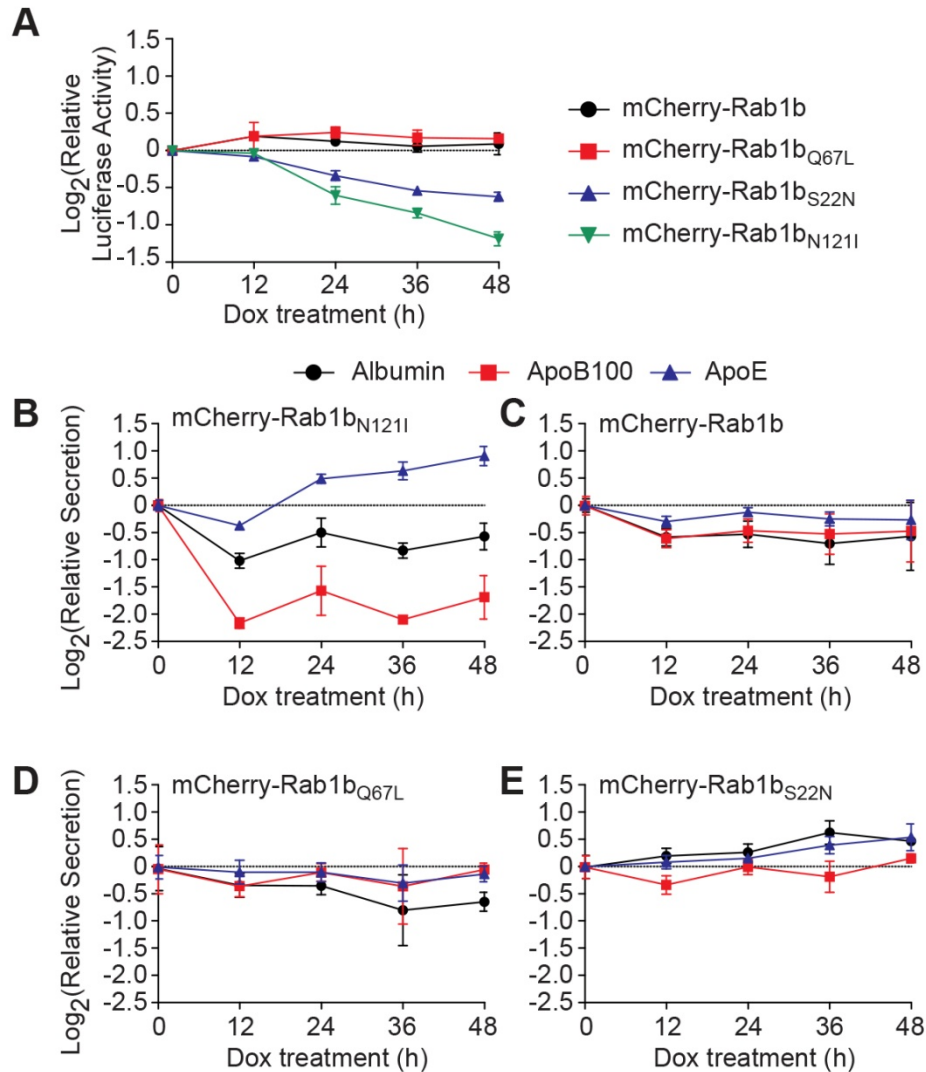 A
Log2(Relative
Luciferase Activity)
1.5
1.0
0.5
0
-0.5
-1.0
-1.5
0 12 24 36 48
Dox treatment (h)
mCherry-Rab1b
mCherry-Rab1bQ67L
mCherry-Rab1bS22N
mCherry-Rab1bN121I
Albumin ApoB100 ApoE
B
mCherry-Rab1bN121I
Log2(Relative Secretion)
1.5
1.0
0.5
0
-0.5
-1.0
-1.5
-2.0
-2.5
0 12 24 36 48
Dox treatment (h)
C
mCherry-Rab1b
1.5
1.0
0.5
0
-0.5
-1.0
-1.5
-2.0
-2.5
0 12 24 36 48
Dox treatment (h)
D
mCherry-Rab1bQ67L
Log2(Relative Secretion)
1.5
1.0
0.5
0
-0.5
-1.0
-1.5
-2.0
-2.5
0 12 24 36 48
Dox treatment (h)
E
mCherry-Rab1bS22N
1.5
1.0
0.5
0
-0.5
-1.0
-1.5
-2.0
-2.5
0 12 24 36 48
Dox treatment (h)